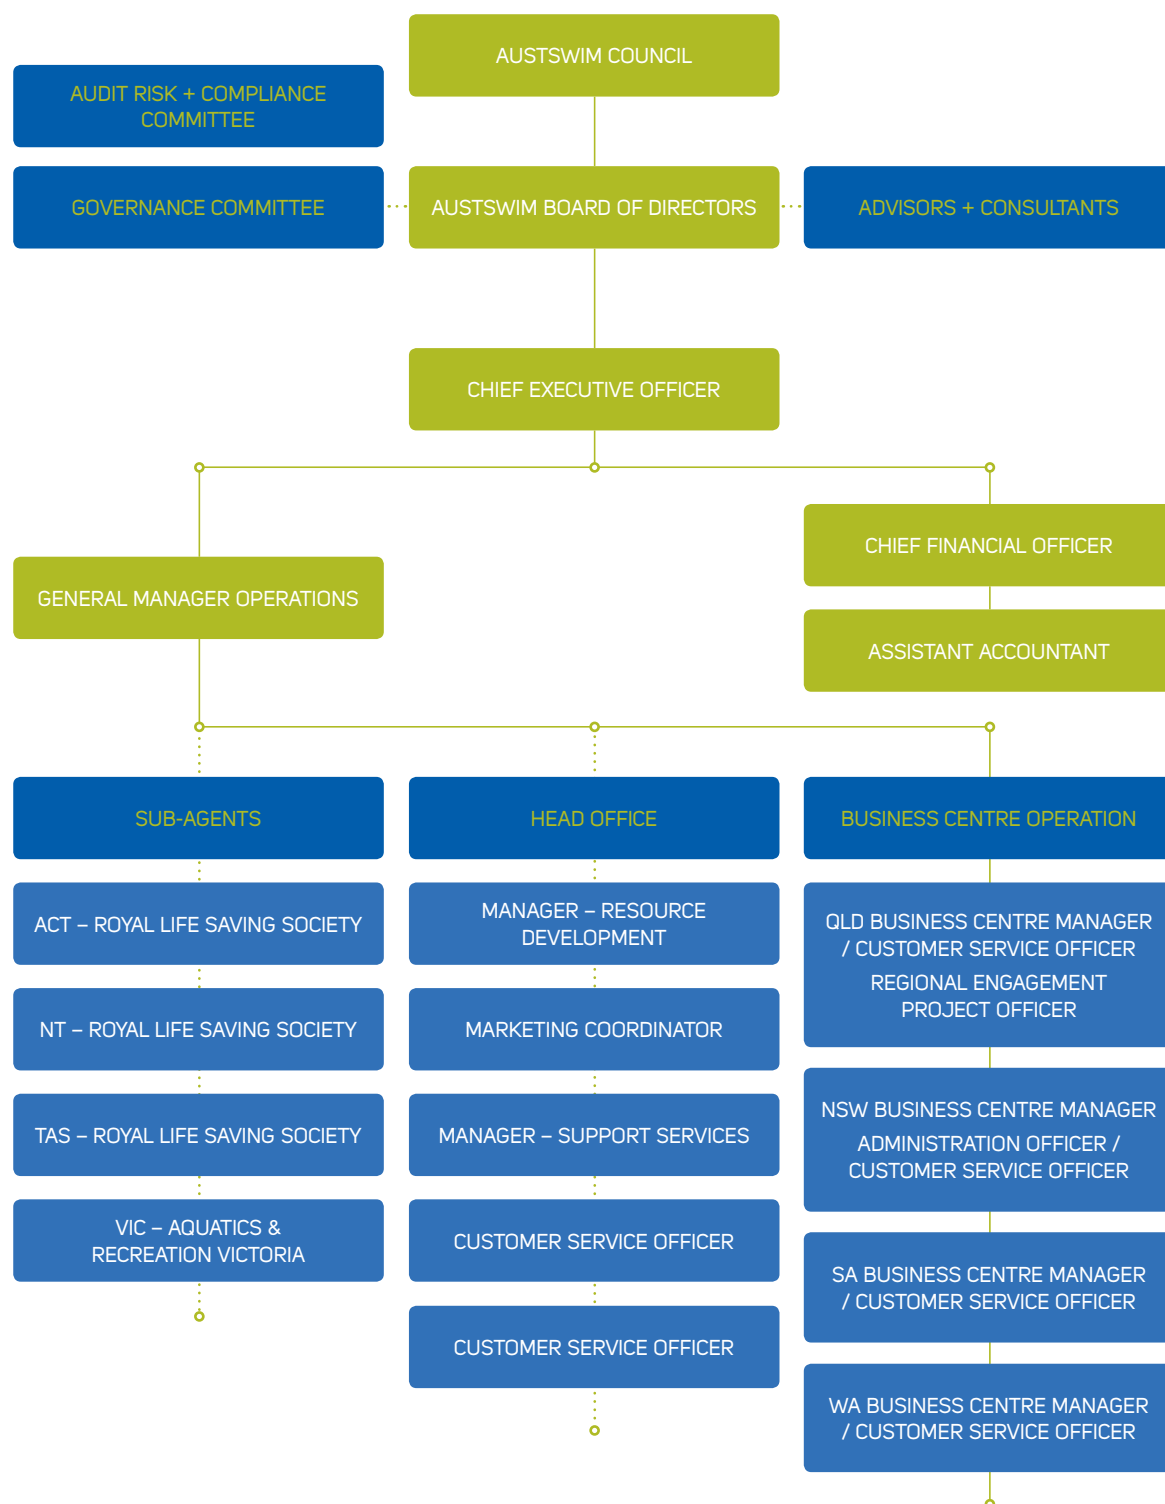 AUSTSWIM COUNCIL
AUDIT RISK + COMPLIANCE
COMMITTEE
GOVERNANCE COMMITTEE
AUSTSWIM BOARD OF DIRECTORS
ADVISORS + CONSULTANTS
CHIEF EXECUTIVE OFFICER
CHIEF FINANCIAL OFFICER
GENERAL MANAGER OPERATIONS
ASSISTANT ACCOUNTANT
SUB-AGENTS
ACT – ROYAL LIFE SAVING SOCIETY
NT – ROYAL LIFE SAVING SOCIETY
TAS – ROYAL LIFE SAVING SOCIETY
VIC – AQUATICS &
RECREATION VICTORIA
HEAD OFFICE
MANAGER – RESOURCE
DEVELOPMENT
MARKETING COORDINATOR
MANAGER – SUPPORT SERVICES
CUSTOMER SERVICE OFFICER
CUSTOMER SERVICE OFFICER
BUSINESS CENTRE OPERATION
QLD BUSINESS CENTRE MANAGER
/ CUSTOMER SERVICE OFFICER
REGIONAL ENGAGEMENT
PROJECT OFFICER
NSW BUSINESS CENTRE MANAGER
ADMINISTRATION OFFICER /
CUSTOMER SERVICE OFFICER
SA BUSINESS CENTRE MANAGER
/ CUSTOMER SERVICE OFFICER
WA BUSINESS CENTRE MANAGER
/ CUSTOMER SERVICE OFFICER